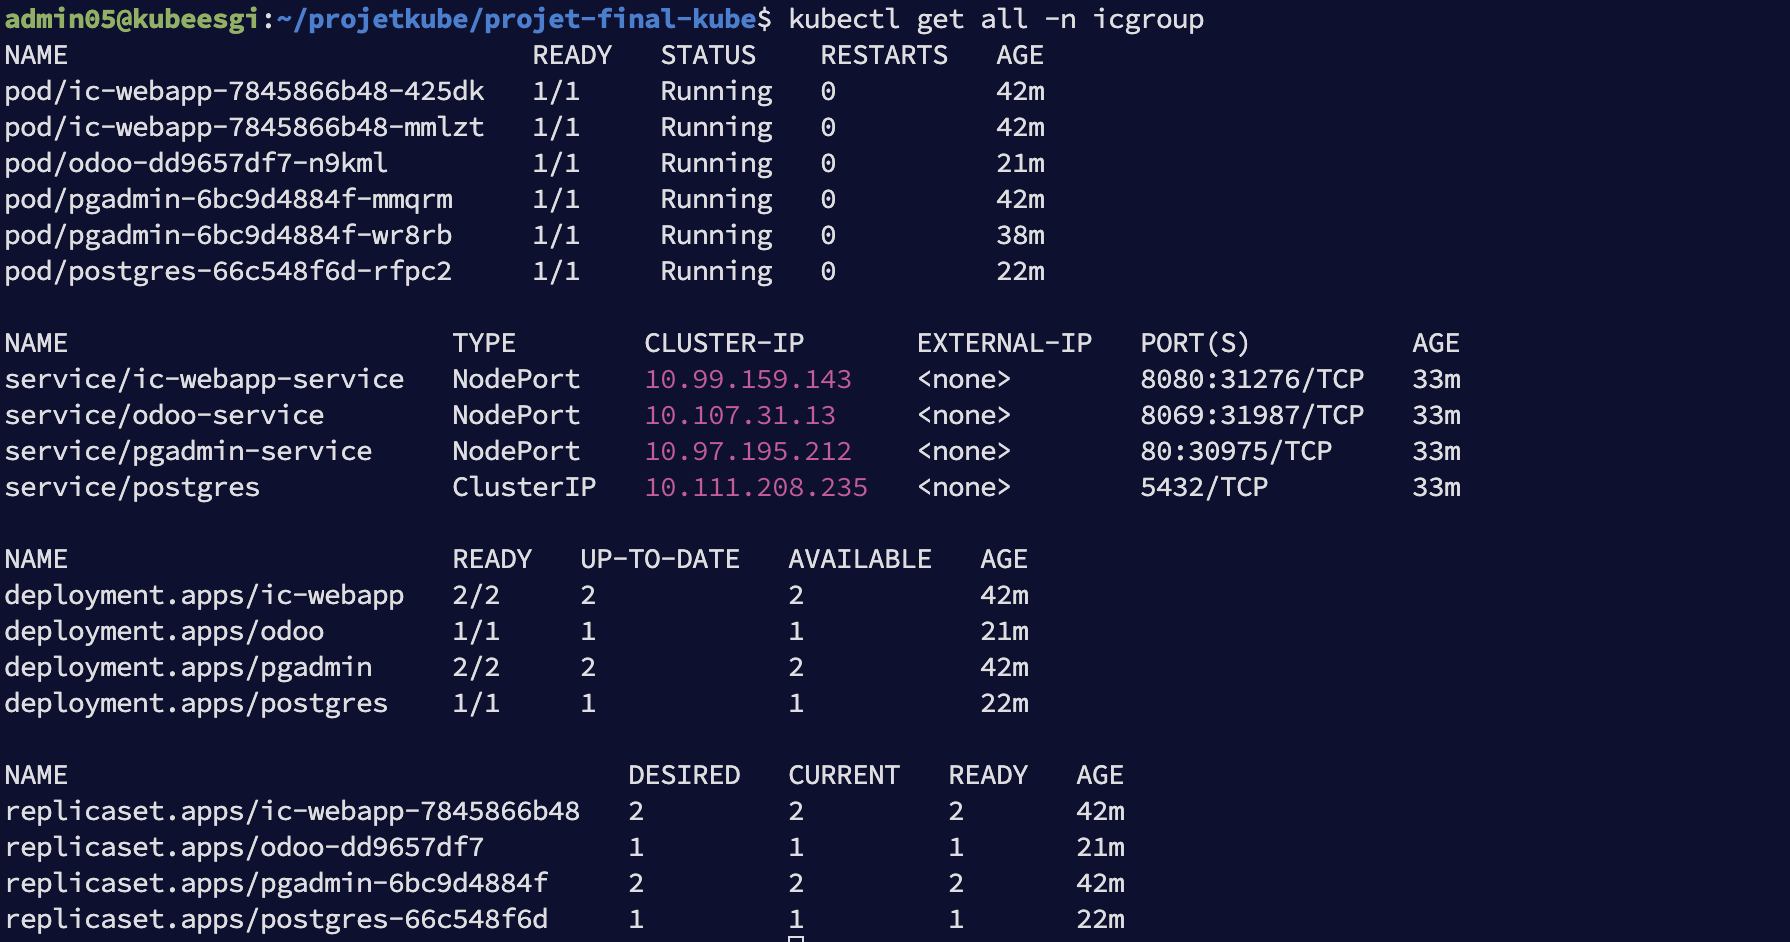 admin05@kubeesgi:~/projetkube/projet-final-kube$ kubectl get all -n icgroup
NAME READY STATUS RESTARTS AGE
pod/ic-webapp-7845866b48-425dk 1/1 Running 0 42m
pod/ic-webapp-7845866b48-mmlzt 1/1 Running 0 42m
pod/odoo-dd9657df7-n9kml 1/1 Running 0 21m
pod/pgadmin-6bc9d4884f-mmqrm 1/1 Running 0 42m
pod/pgadmin-6bc9d4884f-wr8rb 1/1 Running 0 38m
pod/postgres-66c548f6d-rfpc2 1/1 Running 0 22m
NAME TYPE CLUSTER-IP EXTERNAL-IP PORT(S) AGE
service/ic-webapp-service NodePort 10.99.159.143 <none> 8080:31276/TCP 33m
service/odoo-service NodePort 10.107.31.13 <none> 8069:31987/TCP 33m
service/pgadmin-service NodePort 10.97.195.212 <none> 80:30975/TCP 33m
service/postgres ClusterIP 10.111.208.235 <none> 5432/TCP 33m
NAME READY UP-TO-DATE AVAILABLE AGE
deployment.apps/ic-webapp 2/2 2 2 42m
deployment.apps/odoo 1/1 1 1 21m
deployment.apps/pgadmin 2/2 2 2 42m
deployment.apps/postgres 1/1 1 1 22m
NAME DESIRED CURRENT READY AGE
replicaset.apps/ic-webapp-7845866b48 2 2 2 42m
replicaset.apps/odoo-dd9657df7 1 1 1 21m
replicaset.apps/pgadmin-6bc9d4884f 2 2 2 42m
replicaset.apps/postgres-66c548f6d 1 1 1 22m